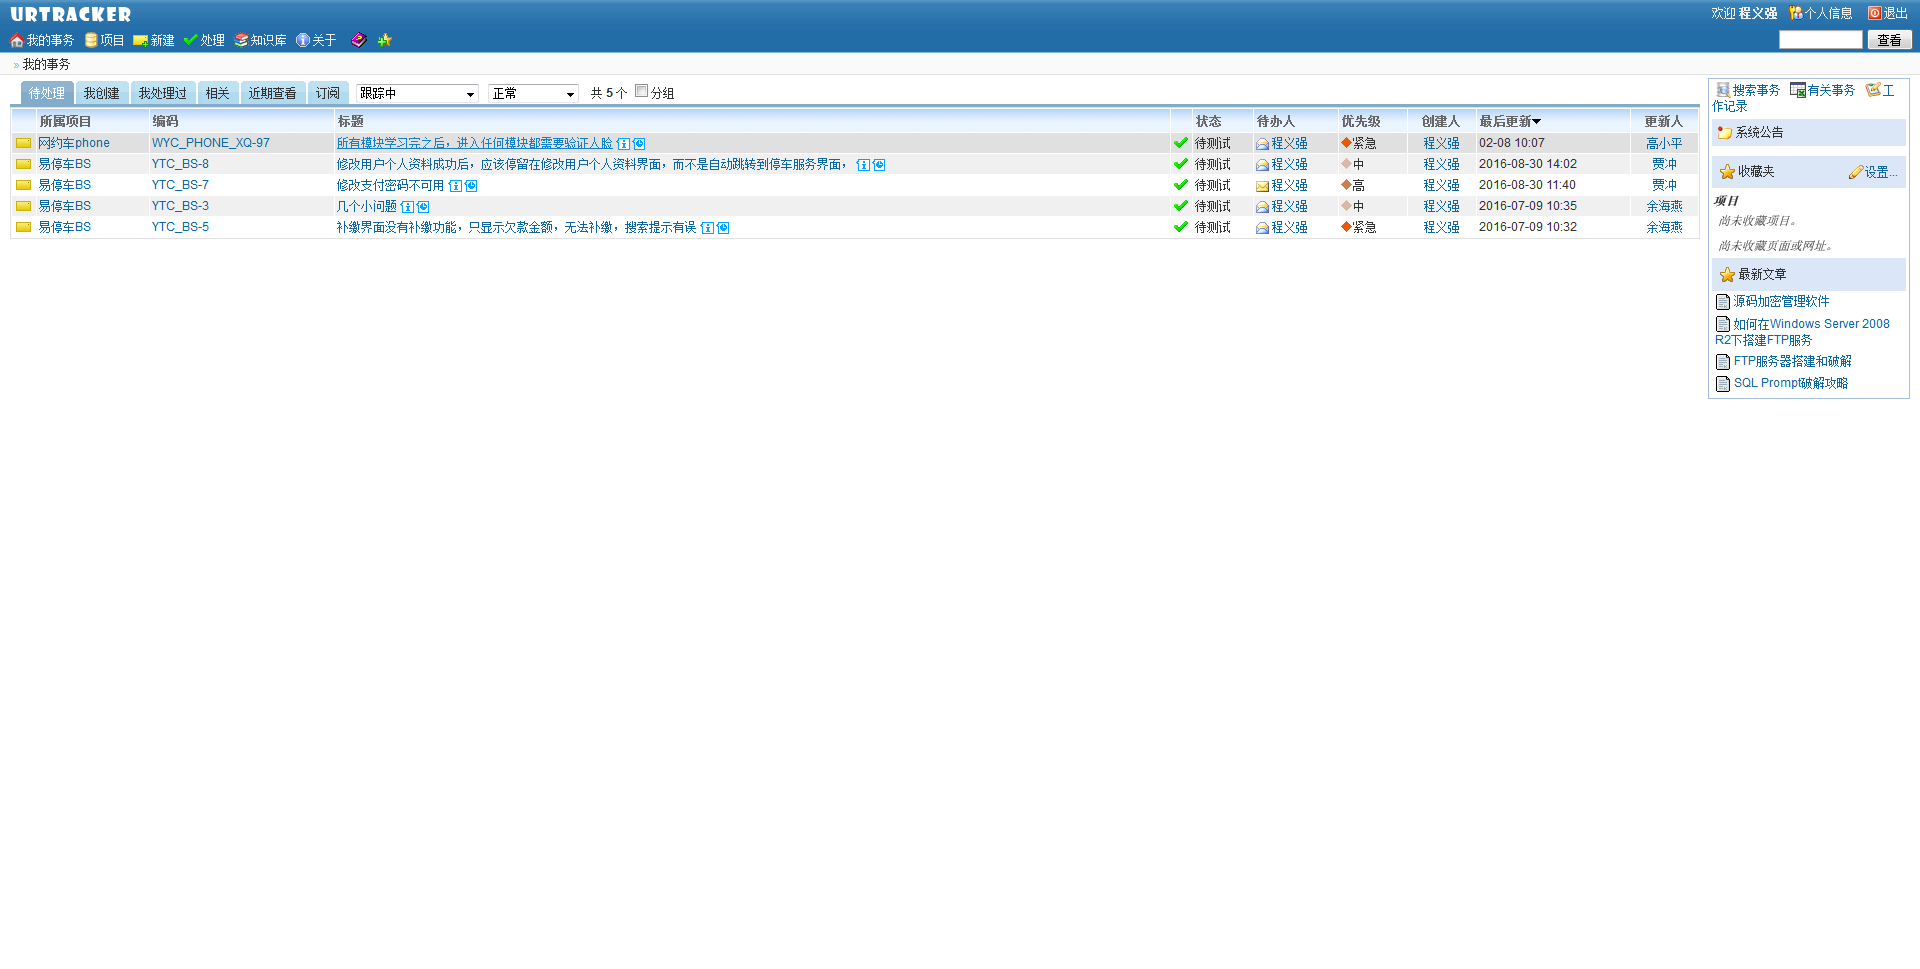 URTRACKER
欢迎 程义强 个人信息 退出
我的事务 项目 新建 处理 知识库 关于 查看
» 我的事务
待处理 我创建 我处理过 相关 近期查看 订阅 跟踪中 正常 共 5 个 分组
所属项目 编码 标题 状态 待办人 优先级 创建人 最后更新 更新人
网约车phone WYC_PHONE_XQ-97 所有模块学习完之后，进入任何模块都需要验证人脸 待测试 程义强 紧急 程义强 02-08 10:07 高小平
易停车BS YTC_BS-8 修改用户个人资料成功后，应该停留在修改用户个人资料界面，而不是自动跳转到停车服务界面， 待测试 程义强 中 程义强 2016-08-30 14:02 贾冲
易停车BS YTC_BS-7 修改支付密码不可用 待测试 程义强 高 程义强 2016-08-30 11:40 贾冲
易停车BS YTC_BS-3 几个小问题 待测试 程义强 中 程义强 2016-07-09 10:35 余海燕
易停车BS YTC_BS-5 补缴界面没有补缴功能，只显示欠款金额，无法补缴，搜索提示有误 待测试 程义强 紧急 程义强 2016-07-09 10:32 余海燕
搜索事务 有关事务 工
作记录
系统公告
收藏夹 设置...
项目
尚未收藏项目。
尚未收藏页面或网址。
最新文章
源码加密管理软件
如何在Windows Server 2008
R2下搭建FTP服务
FTP服务器搭建和破解
SQL Prompt破解攻略